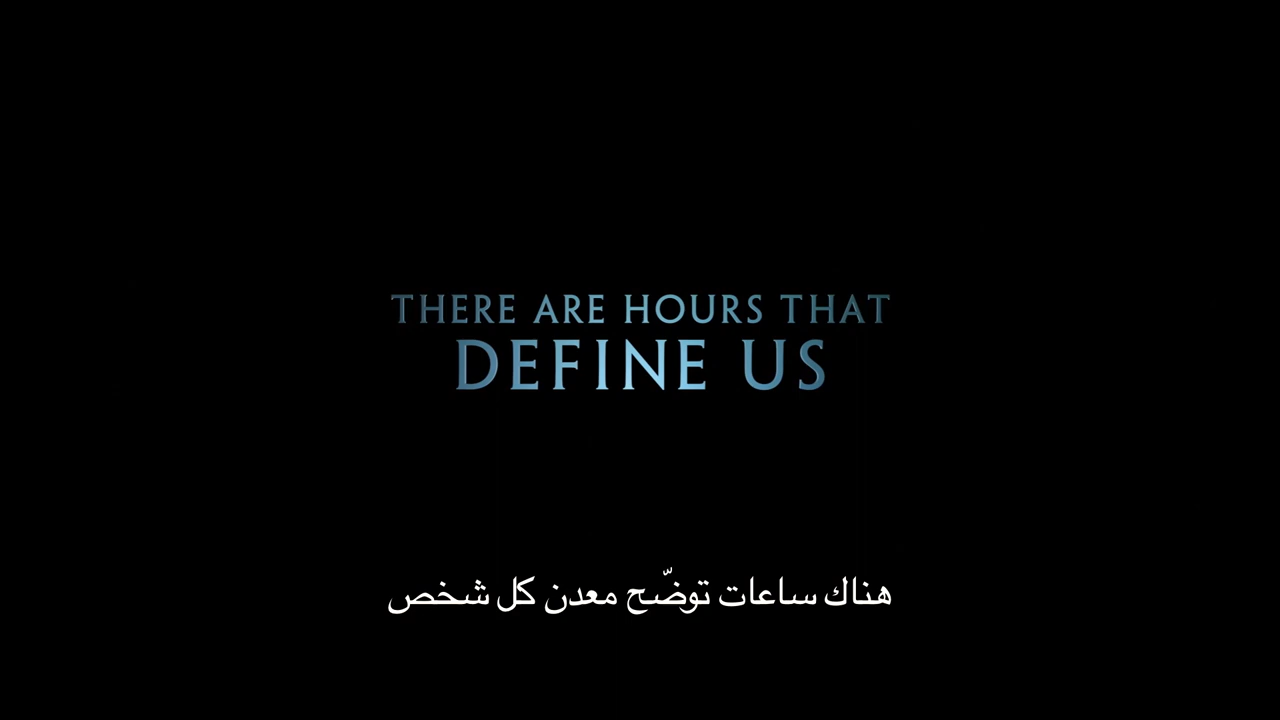 THERE ARE HOURS THAT
DEFINE US
هناك ساعات توضّح معدن كل شخص